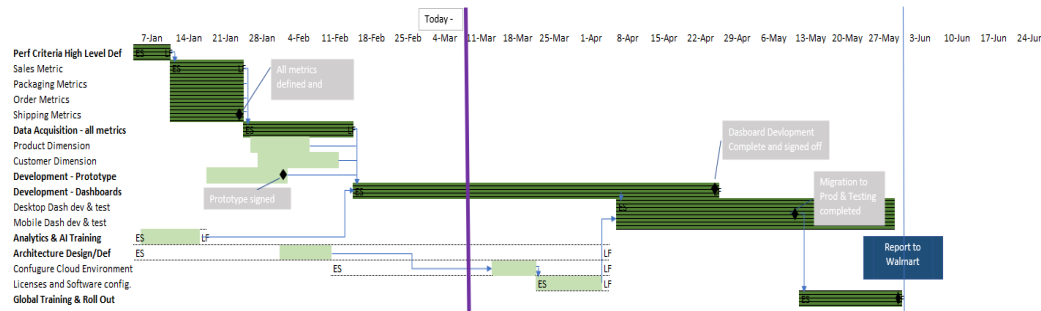 Today -
7-Jan 14-Jan 21-Jan 28-Jan 4-Feb 11-Feb 18-Feb 25-Feb 4-Mar 11-Mar 18-Mar 25-Mar 1-Apr 8-Apr 15-Apr 22-Apr 29-Apr 6-May 13-May 20-May 27-May 3-Jun 10-Jun 17-Jun 24-Jun
Perf Criteria High Level Def ES LF
Sales Metric ES LF
All metrics
defined and
Packaging Metrics
Order Metrics
Shipping Metrics
Data Acquisition - all metrics ES LF
Product Dimension
Dasboard Devlopment
Complete and signed off
Customer Dimension
Development - Prototype
Prototype signed
Migration to
Prod & Testing
completed
Development - Dashboards ES
Desktop Dash dev & test ES
Mobile Dash dev & test
Analytics & AI Training ES LF
Architecture Design/Def ES LF
Report to
Walmart
Confugure Cloud Environment ES LF
Licenses and Software config. ES LF
Global Training & Roll Out ES